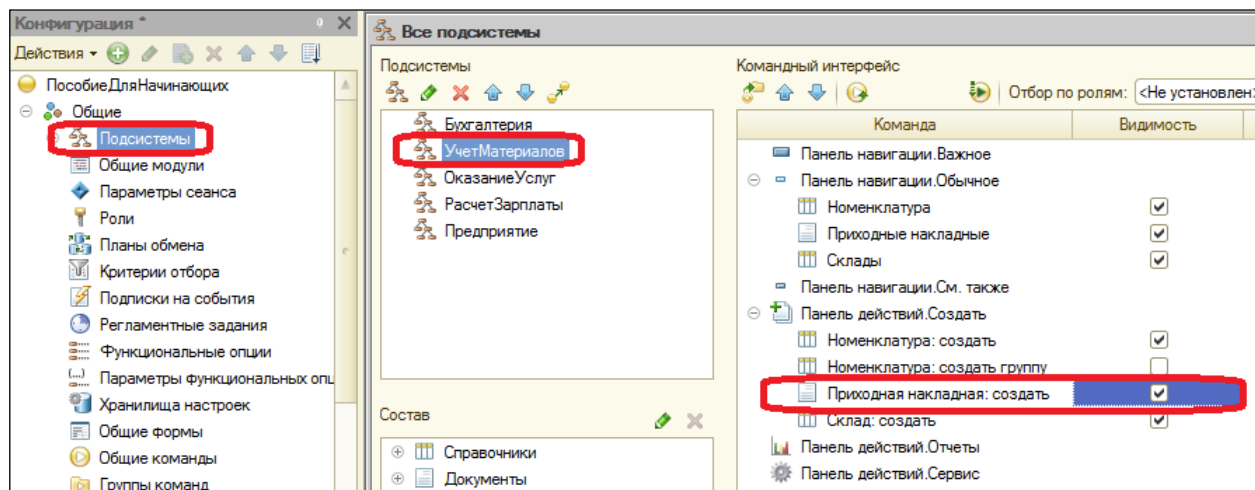 Конфигурация *
Действия
ПособиеДляНачинающих
Общие
Подсистемы
Общие модули
Параметры сеанса
Роли
Планы обмена
Критерии отбора
Подписки на события
Регламентные задания
Функциональные опции
Параметры функциональных опц
Хранилища настроек
Общие формы
Общие команды
Группы команд
Все подсистемы
Подсистемы
Бухгалтерия
УчетМатериалов
ОказаниеУслуг
РасчетЗарплаты
Предприятие
Состав
Справочники
Документы
Командный интерфейс
Отбор по ролям: <Не установлен>
Команда Видимость
Панель навигации.Важное
Панель навигации.Обычное
Номенклатура
Приходные накладные
Склады
Панель навигации.См. также
Панель действий.Создать
Номенклатура: создать
Номенклатура: создать группу
Приходная накладная: создать
Склад: создать
Панель действий.Отчеты
Панель действий.Сервис